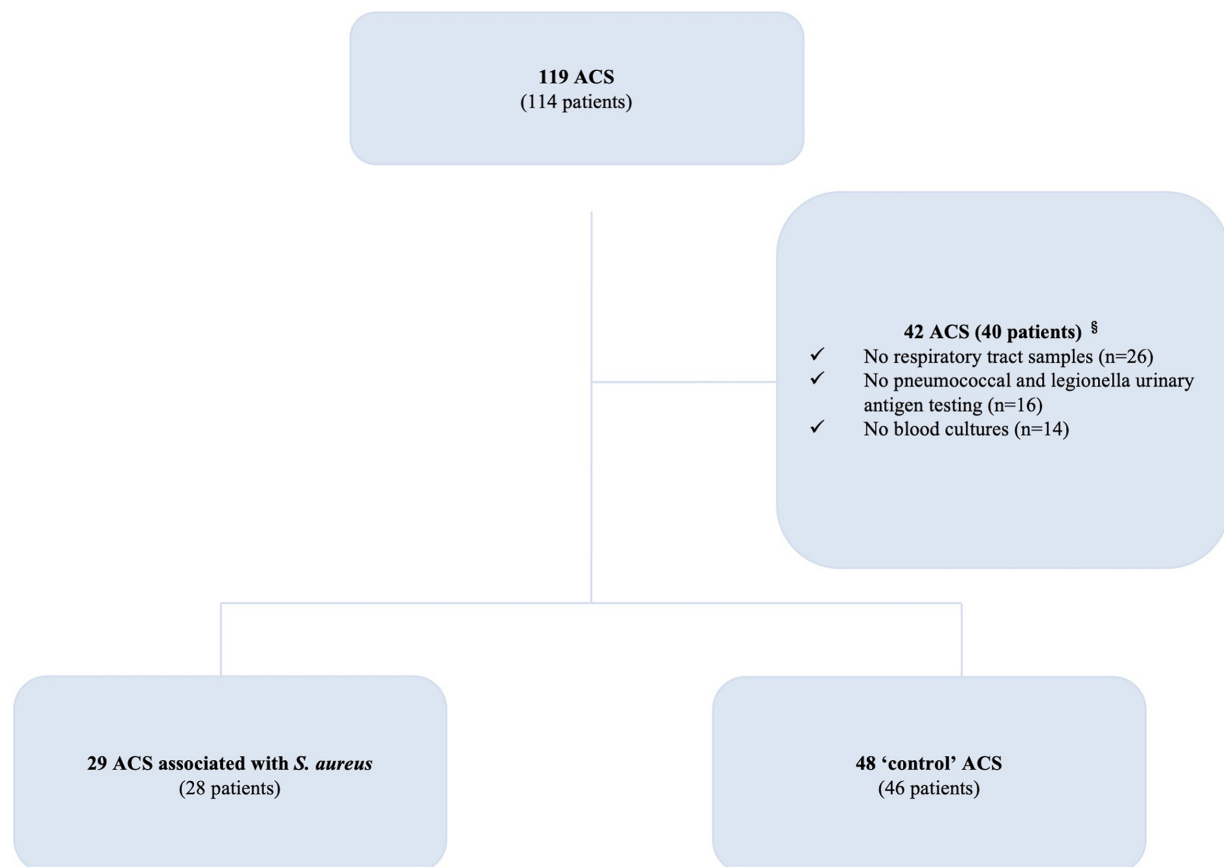 119 ACS
(114 patients)
42 ACS (40 patients) §
✓ No respiratory tract samples (n=26)
✓ No pneumococcal and legionella urinary
antigen testing (n=16)
✓ No blood cultures (n=14)
29 ACS associated with S. aureus
(28 patients)
48 ‘control’ ACS
(46 patients)